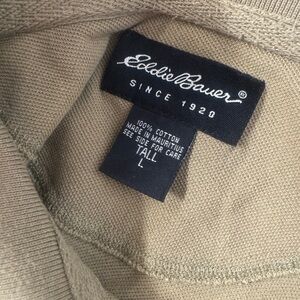 Eddie Bauer®
SINCE 1920
100% COTTON
MADE IN MAURITIUS
SEE SIDE FOR CARE
TALL
L